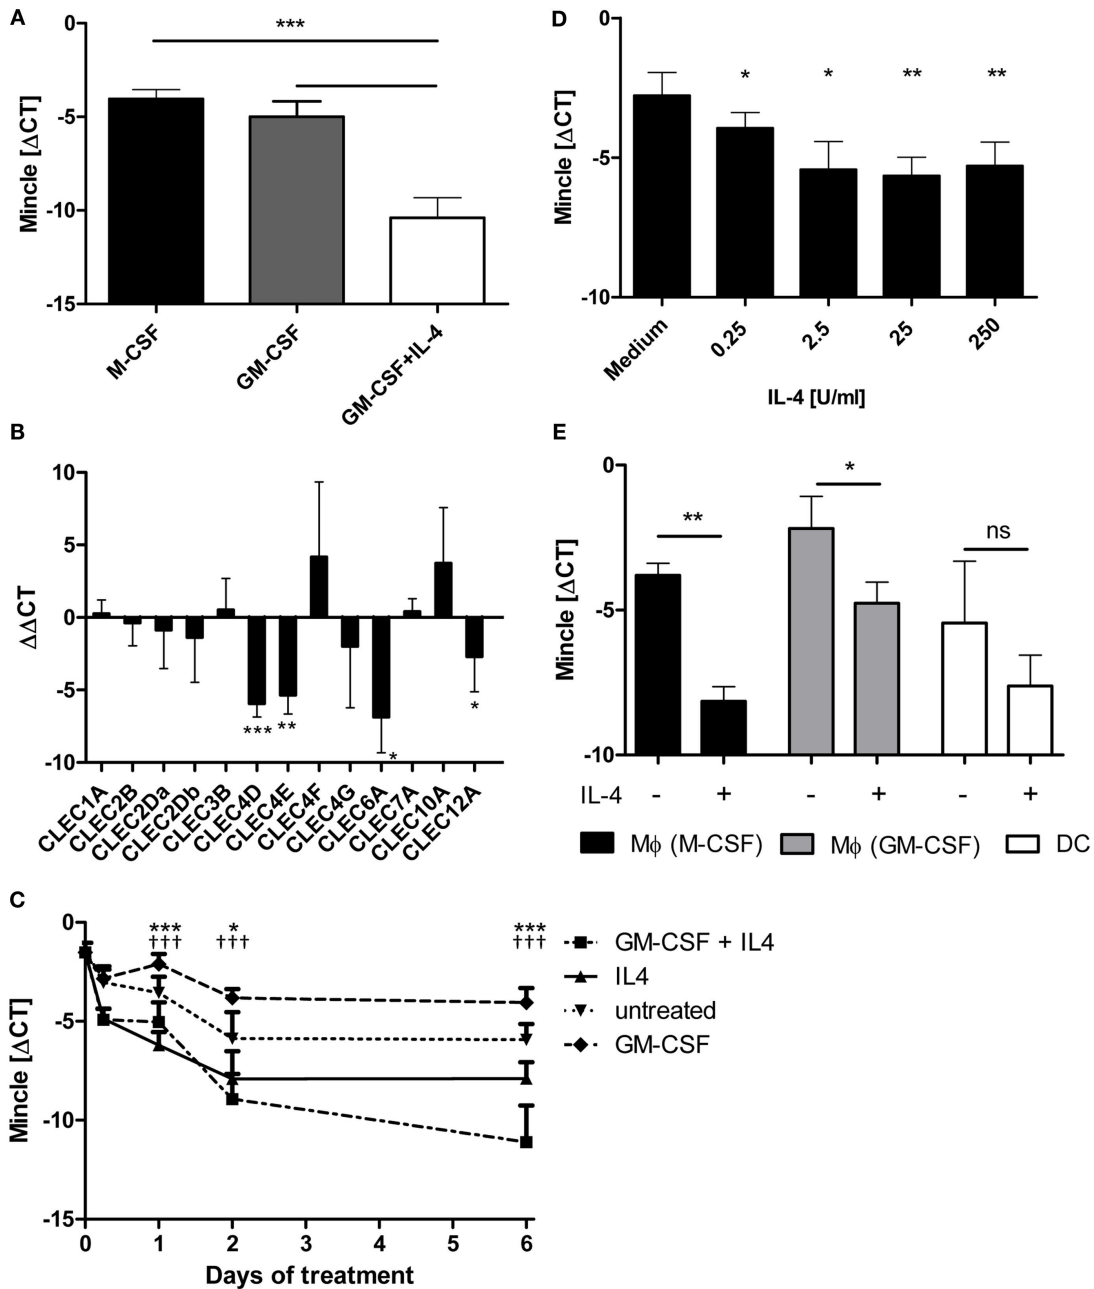 A
0
-5
-10
-15
Mincle [ΔCT]
***
M-CSF
GM-CSF
GM-CSF+IL-4
D
0
-5
-10
Mincle [ΔCT]
* * ** **
Medium
0.25
2.5
25
250
IL-4 [U/ml]
B
10
5
0
-5
-10
ΔΔCT
*** ** * *
CLEC1A
CLEC2B
CLEC2Da
CLEC2Db
CLEC3B
CLEC4D
CLEC4E
CLEC4F
CLEC4G
CLEC6A
CLEC7A
CLEC10A
CLEC12A
E
0
-5
-10
Mincle [ΔCT]
** * ns
IL-4 - + - + - +
Mϕ (M-CSF) Mϕ (GM-CSF) DC
C
0
-5
-10
-15
Mincle [ΔCT]
*** * ***
††† ††† †††
0 1 2 3 4 5 6
Days of treatment
GM-CSF + IL4
IL4
untreated
GM-CSF